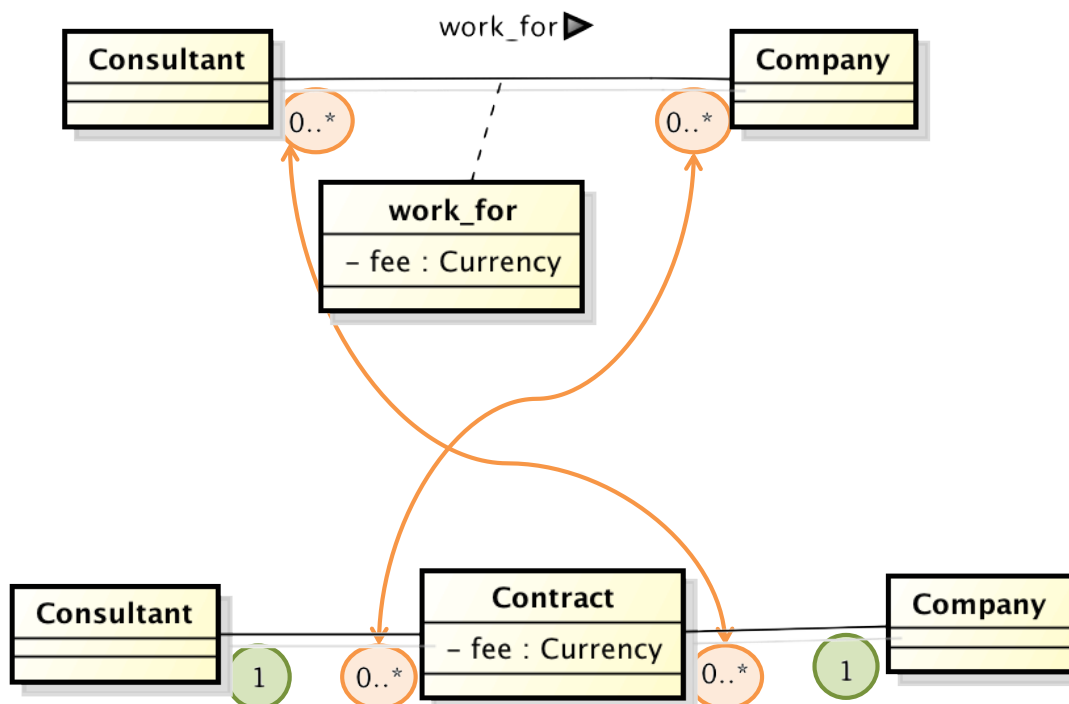 work_for
Consultant
Company
0..*
0..*
work_for
– fee : Currency
Consultant
Contract
– fee : Currency
Company
1
0..*
0..*
1